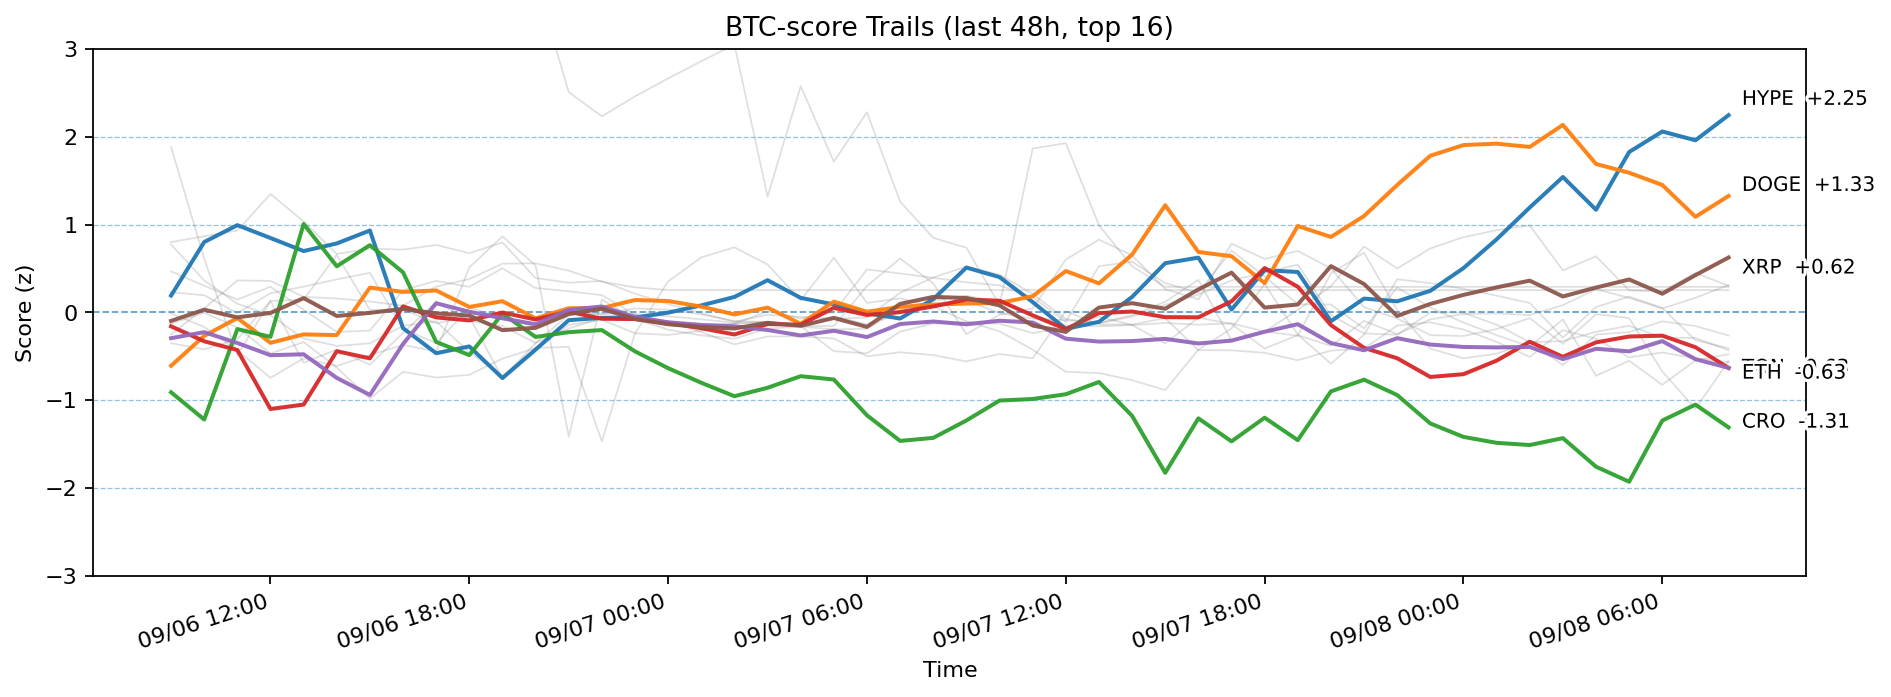 BTC-score Trails (last 48h, top 16)
3
2
1
0
−1
−2
−3
Score (z)
HYPE +2.25
DOGE +1.33
XRP +0.62
ETH -0.63
CRO -1.31
09/06 12:00
09/06 18:00
09/07 00:00
09/07 06:00
09/07 12:00
09/07 18:00
09/08 00:00
09/08 06:00
Time